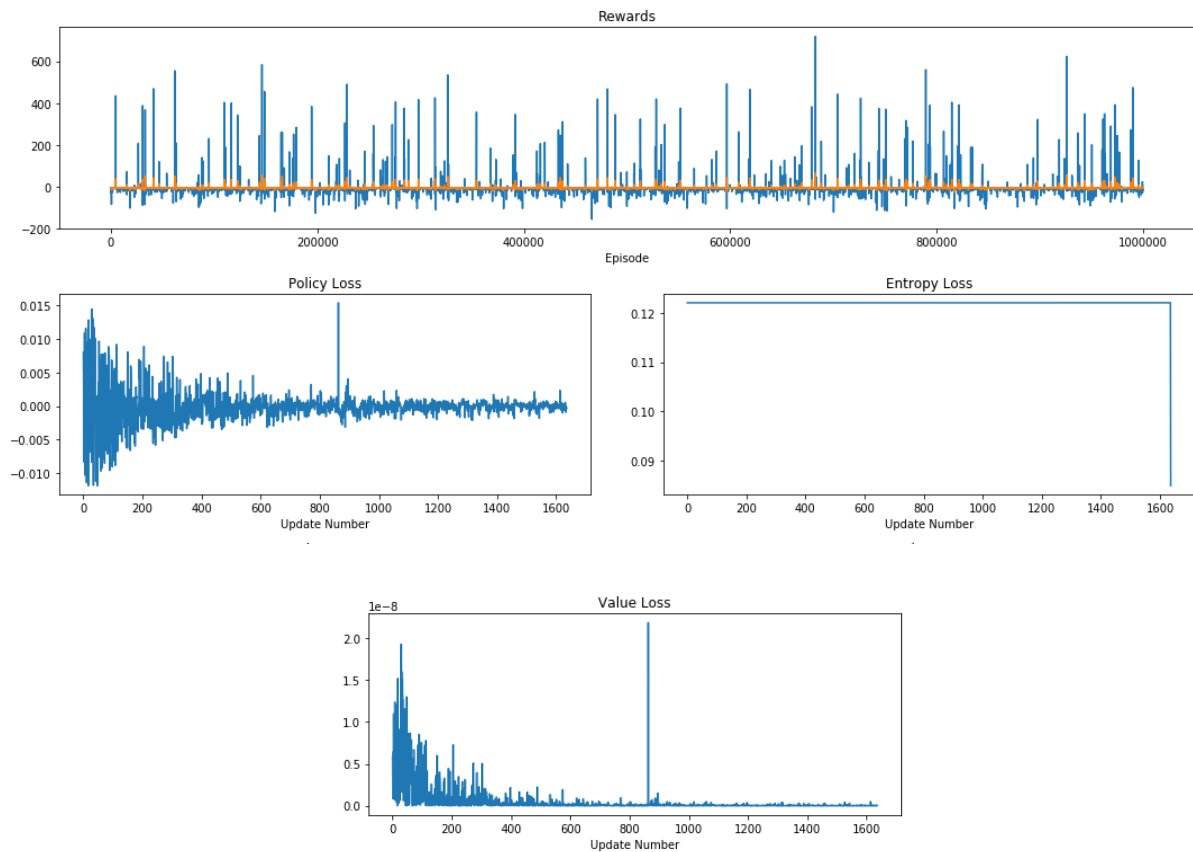 Rewards
600
400
200
0
−200
0 200000 400000 600000 800000 1000000
Episode
Policy Loss
0.015
0.010
0.005
0.000
−0.005
−0.010
0 200 400 600 800 1000 1200 1400 1600
Update Number
.
Entropy Loss
0.12
0.11
0.10
0.09
0 200 400 600 800 1000 1200 1400 1600
Update Number
.
Value Loss
1e−8
2.0
1.5
1.0
0.5
0.0
0 200 400 600 800 1000 1200 1400 1600
Update Number